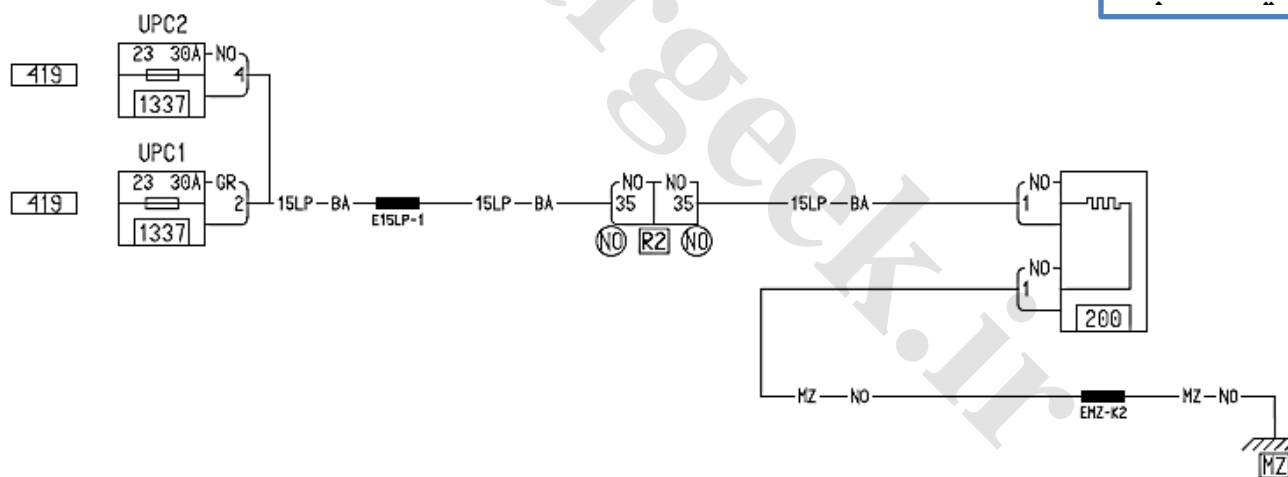 UPC2
23 30A NO
419
4
1337
UPC1
23 30A GR
419
2
15LP BA
E15LP-1
15LP BA
NO NO
35 35
NO R2 NO
15LP BA
NO
1
NO
1
200
MZ NO
EMZ-K2
MZ NO
1337
MZ
geek.ir